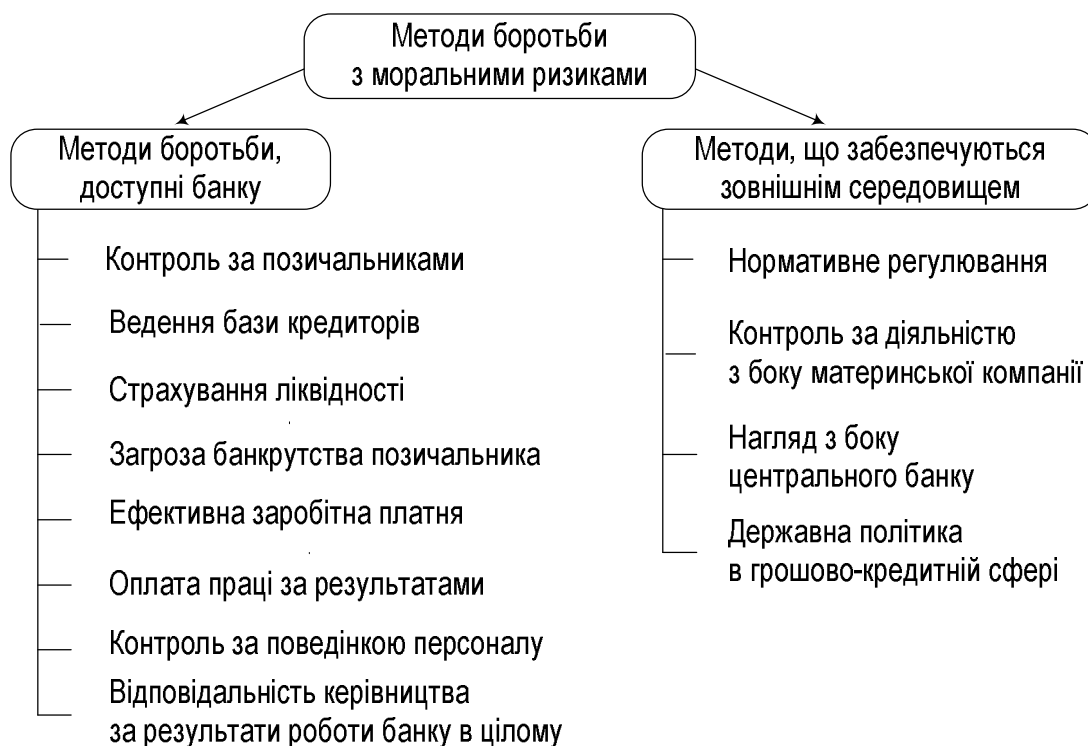 Методи боротьби
з моральними ризиками
Методи боротьби,
доступні банку
Контроль за позичальниками
Ведення бази кредиторів
Страхування ліквідності
Загроза банкрутства позичальника
Ефективна заробітна платня
Оплата праці за результатами
Контроль за поведінкою персоналу
Відповідальність керівництва
за результати роботи банку в цілому
Методи, що забезпечуються
зовнішнім середовищем
Нормативне регулювання
Контроль за діяльністю
з боку материнської компанії
Нагляд з боку
центрального банку
Державна політика
в грошово-кредитній сфері